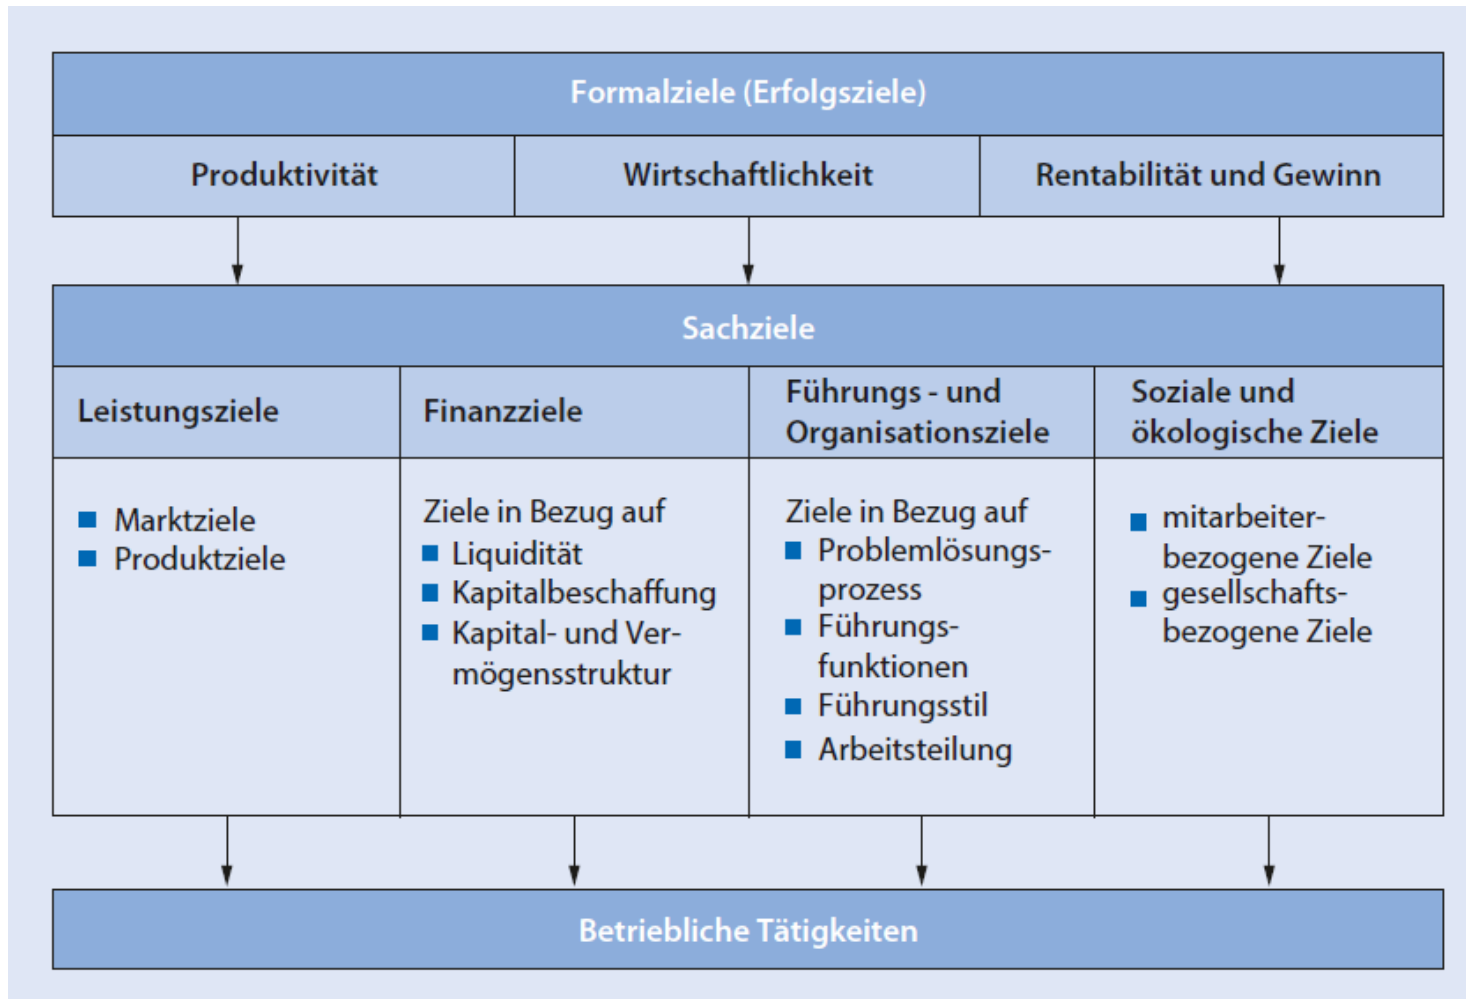 Formalziele (Erfolgsziele)
Produktivität
Wirtschaftlichkeit
Rentabilität und Gewinn
Sachziele
Leistungsziele
Finanzziele
Führungs - und
Organisationsziele
Soziale und
ökologische Ziele
Marktziele
Produktziele
Ziele in Bezug auf
Liquidität
Kapitalbeschaffung
Kapital- und Ver-
mögensstruktur
Ziele in Bezug auf
Problemlösungs-
prozess
Führungs-
funktionen
Führungsstil
Arbeitsteilung
mitarbeiter-
bezogene Ziele
gesellschafts-
bezogene Ziele
Betriebliche Tätigkeiten